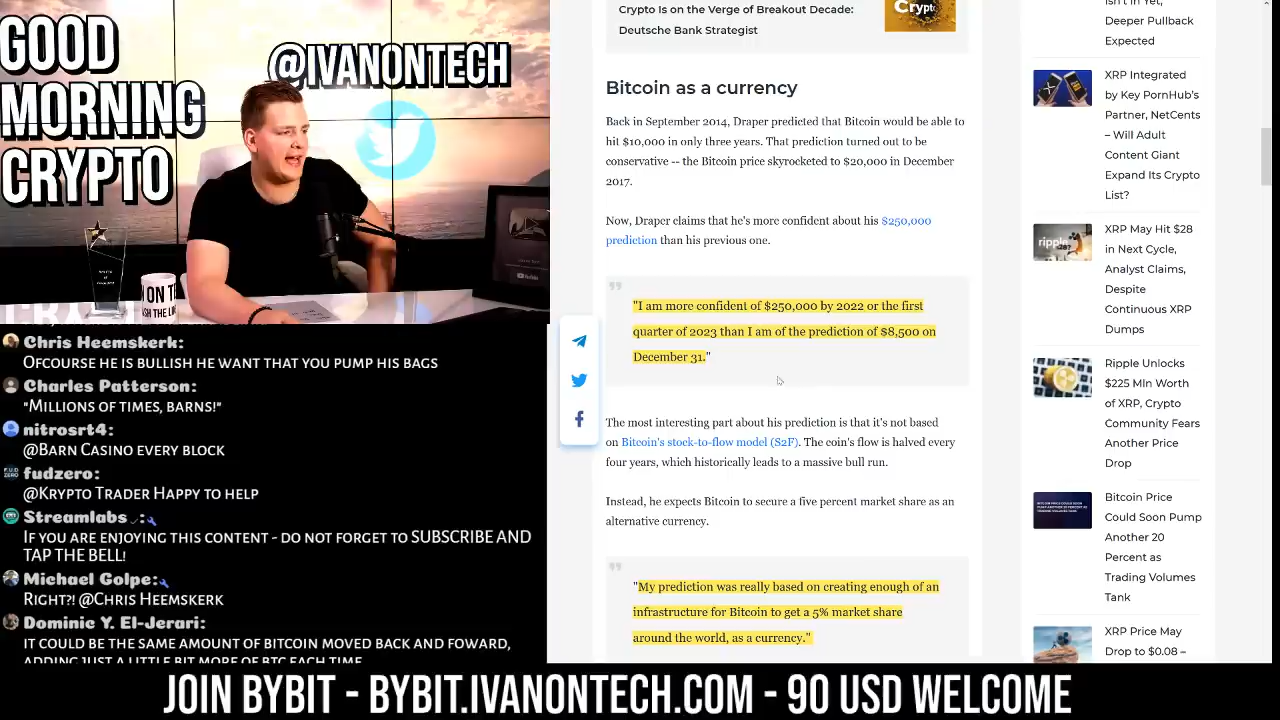 GOOD
MORNING
CRYPTO
@IVANONTECH
ON T
Chris Heemskerk:
Ofcourse he is bullish he want that you pump his bags
Charles Patterson:
"Millions of times, Barns!"
nitrosrt4:
@Barn Casino every block
fudzero:
@Krypto Trader Happy to help
Streamlabs:
If you are enjoying this content - do not forget to SUBSCRIBE AND
TAP THE BELL!
Michael Golpe:
Right?! @Chris Heemskerk
Dominic Y. El-Jerari:
it could be the same amount of bitcoin moved back and foward,
adding just a little bit more of btc each time
Crypto Is on the Verge of Breakout Decade:
Deutsche Bank Strategist
Crypto
Bitcoin as a currency
Back in September 2014, Draper predicted that Bitcoin would be able to
hit $10,000 in only three years. That prediction turned out to be
conservative -- the Bitcoin price skyrocketed to $20,000 in December
2017.
Now, Draper claims that he's more confident about his $250,000
prediction than his previous one.
"I am more confident of $250,000 by 2022 or the first
quarter of 2023 than I am of the prediction of $8,500 on
December 31."
The most interesting part about his prediction is that it's not based
on Bitcoin's stock-to-flow model (S2F). The coin's flow is halved every
four years, which historically leads to a massive bull run.
Instead, he expects Bitcoin to secure a five percent market share as an
alternative currency.
"My prediction was really based on creating enough of an
infrastructure for Bitcoin to get a 5% market share
around the world, as a currency."
Isn't in Yet,
Deeper Pullback
Expected
XRP Integrated
by Key PornHub's
Partner, NetCents
– Will Adult
Content Giant
Expand Its Crypto
List?
ripple
XRP May Hit $28
in Next Cycle,
Analyst Claims,
Despite
Continuous XRP
Dumps
Ripple Unlocks
$225 Mln Worth
of XRP, Crypto
Community Fears
Another Price
Drop
Bitcoin Price
Could Soon Pump
Another 20
Percent as
Trading Volumes
Tank
XRP Price May
Drop to $0.08 –
JOIN BYBIT - BYBIT.IVANONTECH.COM - 90 USD WELCOME